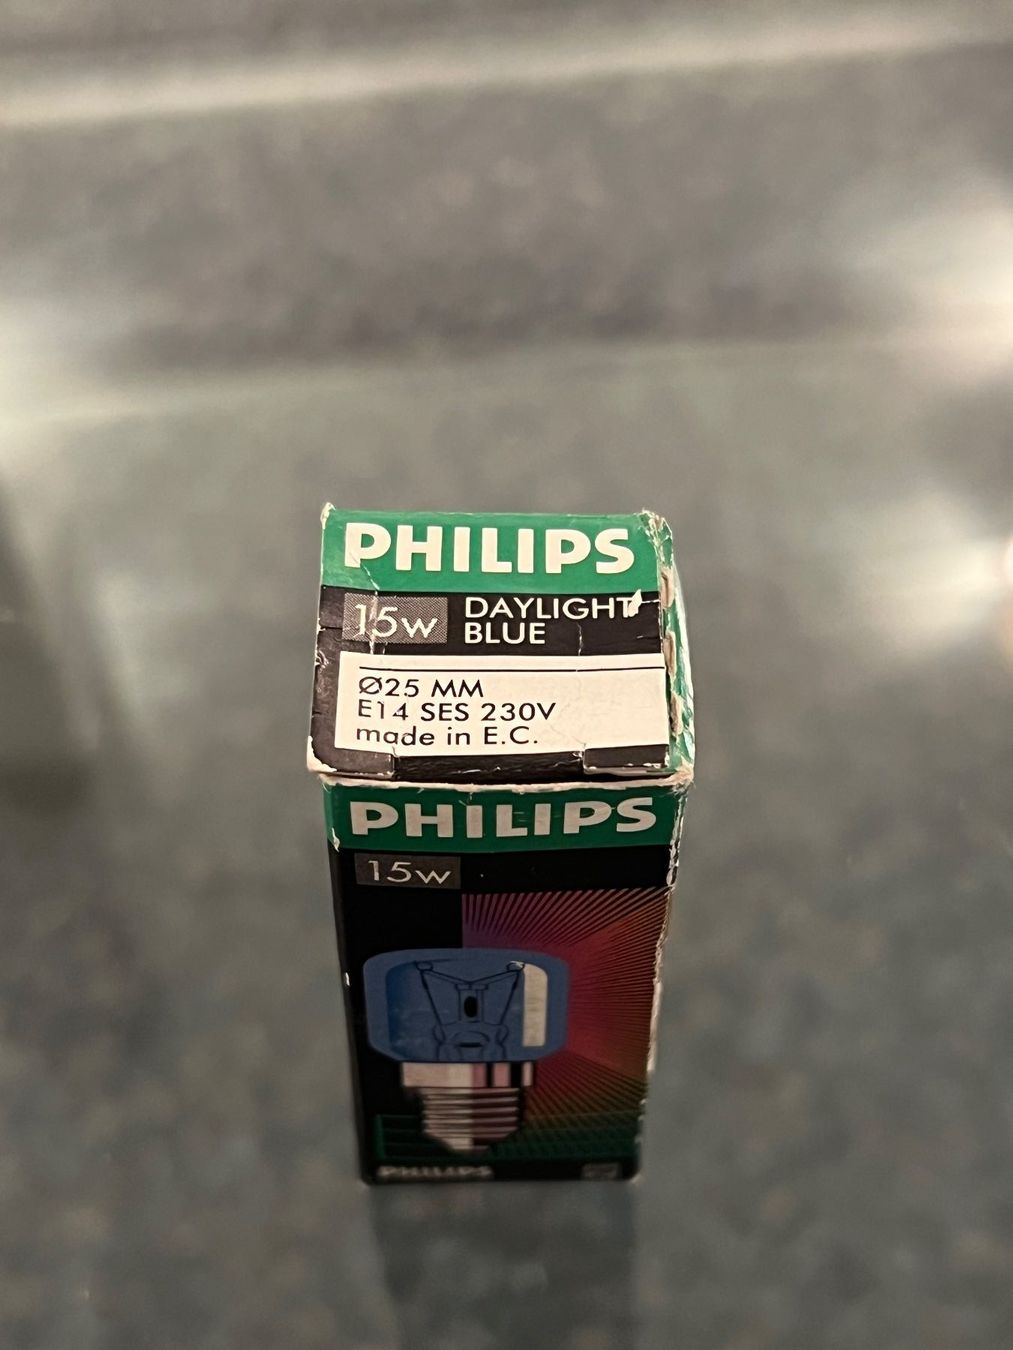 PHILIPS
15w
DAYLIGHT
BLUE
Ø25 MM
E14 SES 230V
made in E.C.
PHILIPS
15w
PHILIPS